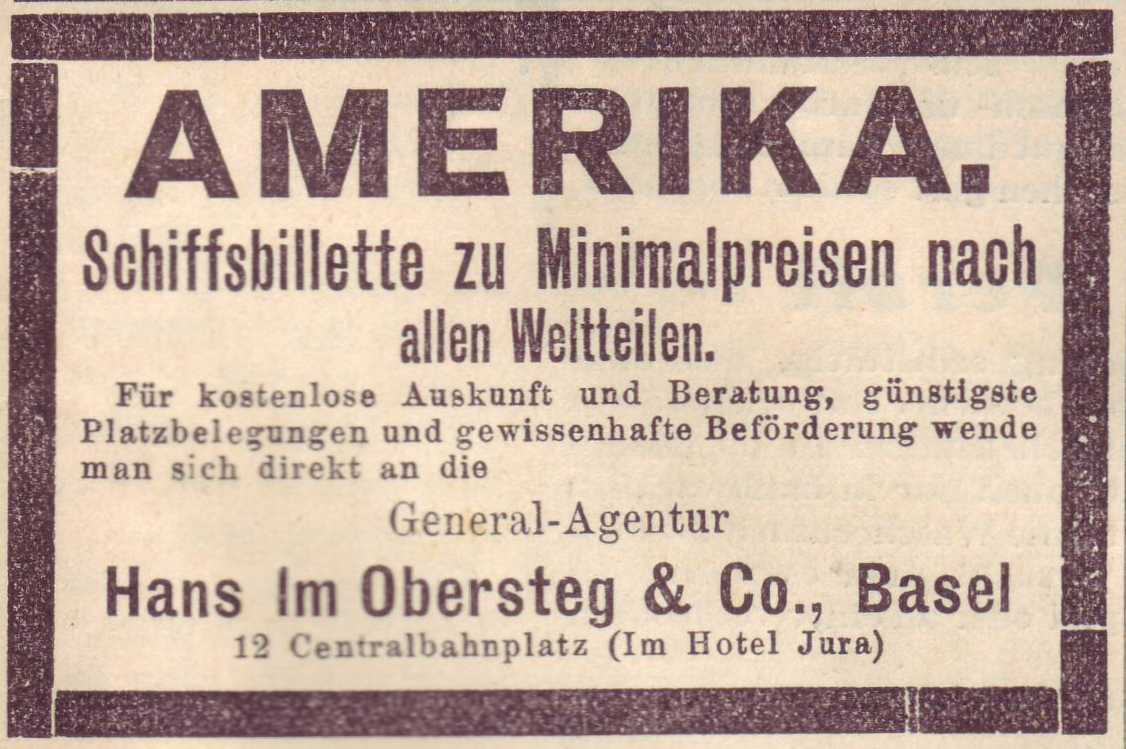 AMERIKA.
Schiffsbillette zu Minimalpreisen nach
allen Weltteilen.
Für kostenlose Auskunft und Beratung, günstigste
Platzbelegungen und gewissenhafte Beförderung wende
man sich direkt an die
General-Agentur
Hans Im Obersteg & Co., Basel
12 Centralbahnplatz (Im Hotel Jura)